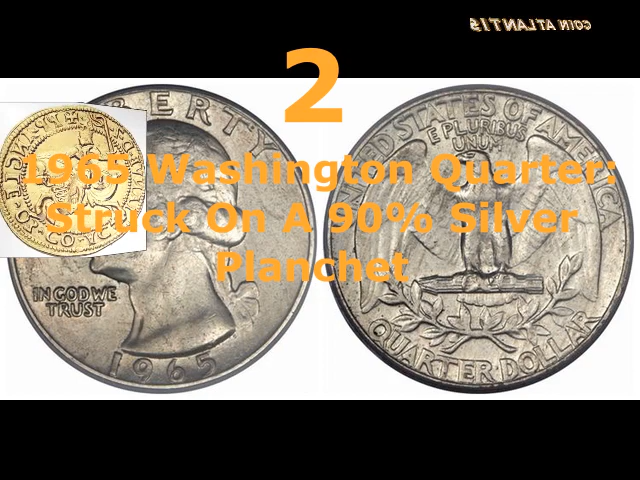 COIN ATLANTIS
2
LIBERTY
UNITED STATES OF AMERICA
E PLURIBUS
UNUM
1965 Washington Quarter:
Struck On A 90% Silver
Planchet
IN GOD WE
TRUST
1965
QUARTER DOLLAR